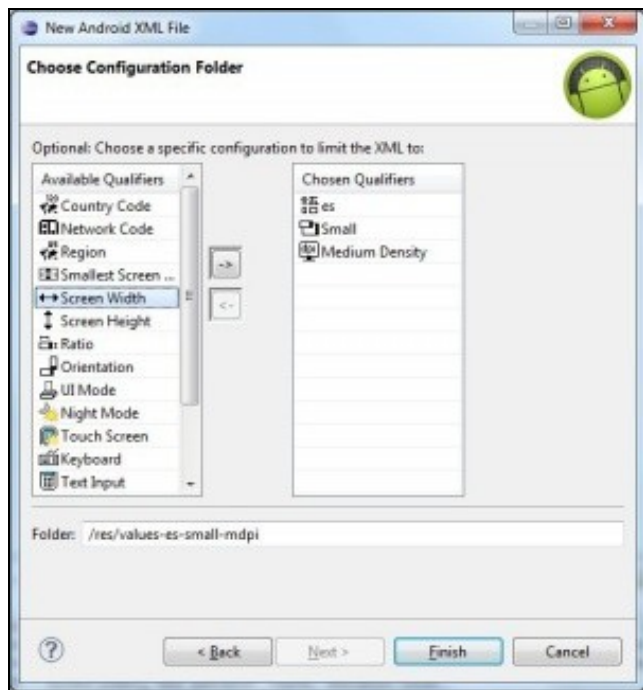 New Android XML File
Choose Configuration Folder
Optional: Choose a specific configuration to limit the XML to:
Available Qualifiers
Country Code
Network Code
Region
Smallest Screen ...
Screen Width
Screen Height
Ratio
Orientation
UI Mode
Night Mode
Touch Screen
Keyboard
Text Input
->
<-
Chosen Qualifiers
es
Small
Medium Density
Folder: /res/values-es-small-mdpi
?
< Back
Next >
Finish
Cancel